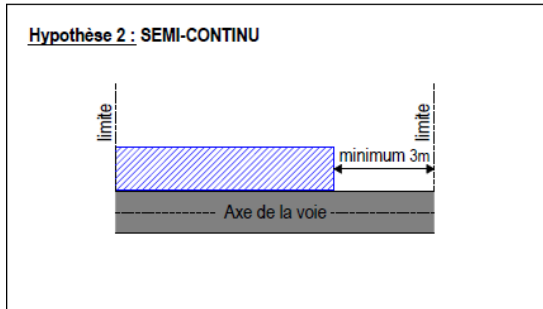 Hypothèse 2 : SEMI-CONTINU
limite
limite
minimum 3m
Axe de la voie